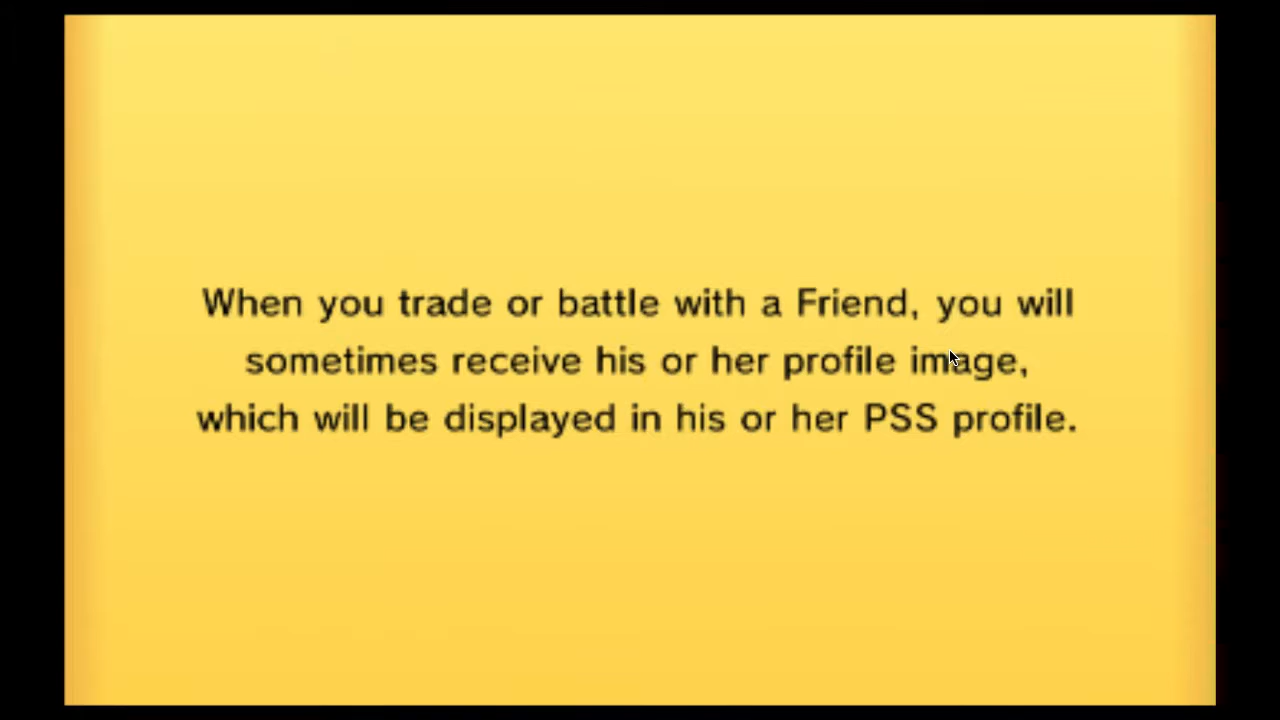 When you trade or battle with a Friend, you will
sometimes receive his or her profile image,
which will be displayed in his or her PSS profile.